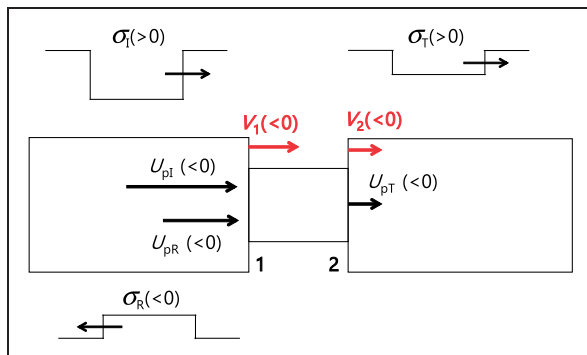 σI(>0)
σT(>0)
V1(<0)
V2(<0)
UpI (<0)
UpT (<0)
UpR (<0)
1
2
σR(<0)